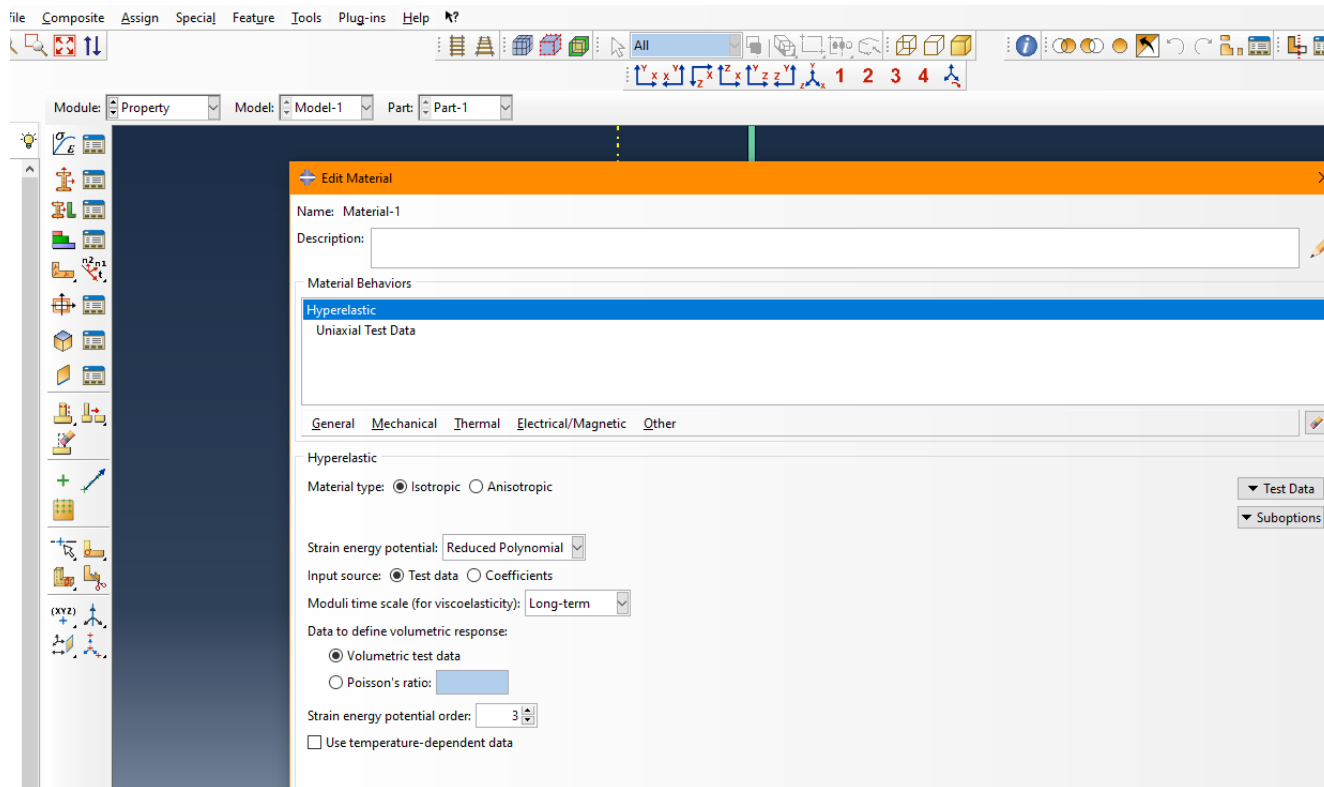 File Composite Assign Special Feature Tools Plug-ins Help
All
1 2 3 4
Module: Property Model: Model-1 Part: Part-1
Edit Material
Name: Material-1
Description:
Material Behaviors
Hyperelastic
Uniaxial Test Data
General Mechanical Thermal Electrical/Magnetic Other
Hyperelastic
Material type: Isotropic Anisotropic
Test Data
Suboptions
Strain energy potential: Reduced Polynomial
Input source: Test data Coefficients
Moduli time scale (for viscoelasticity): Long-term
Data to define volumetric response:
Volumetric test data
Poisson's ratio:
Strain energy potential order: 3
Use temperature-dependent data